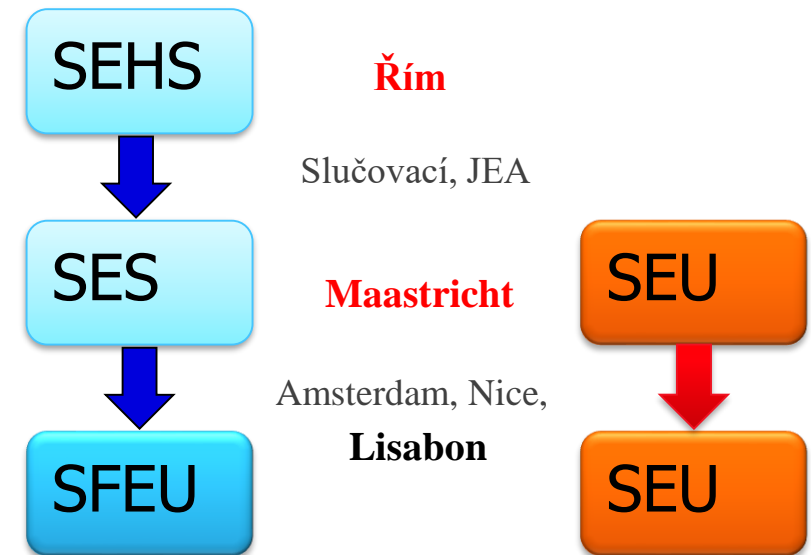 SEHS
Řím
Slučovací, JEA
SES
Maastricht
SEU
Amsterdam, Nice,
Lisabon
SFEU
SEU